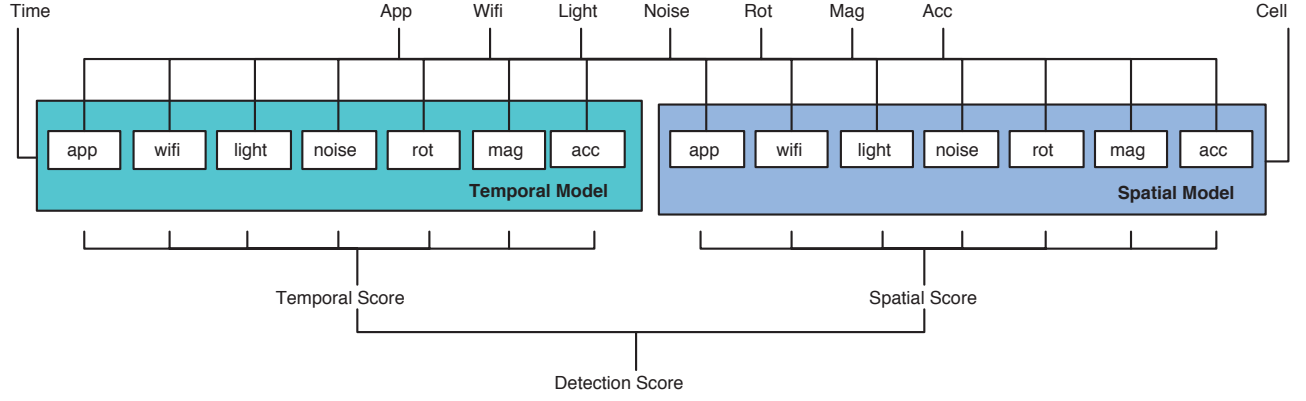 Time App Wifi Light Noise Rot Mag Acc Cell
app wifi light noise rot mag acc app wifi light noise rot mag acc
Temporal Model Spatial Model
Temporal Score Spatial Score
Detection Score